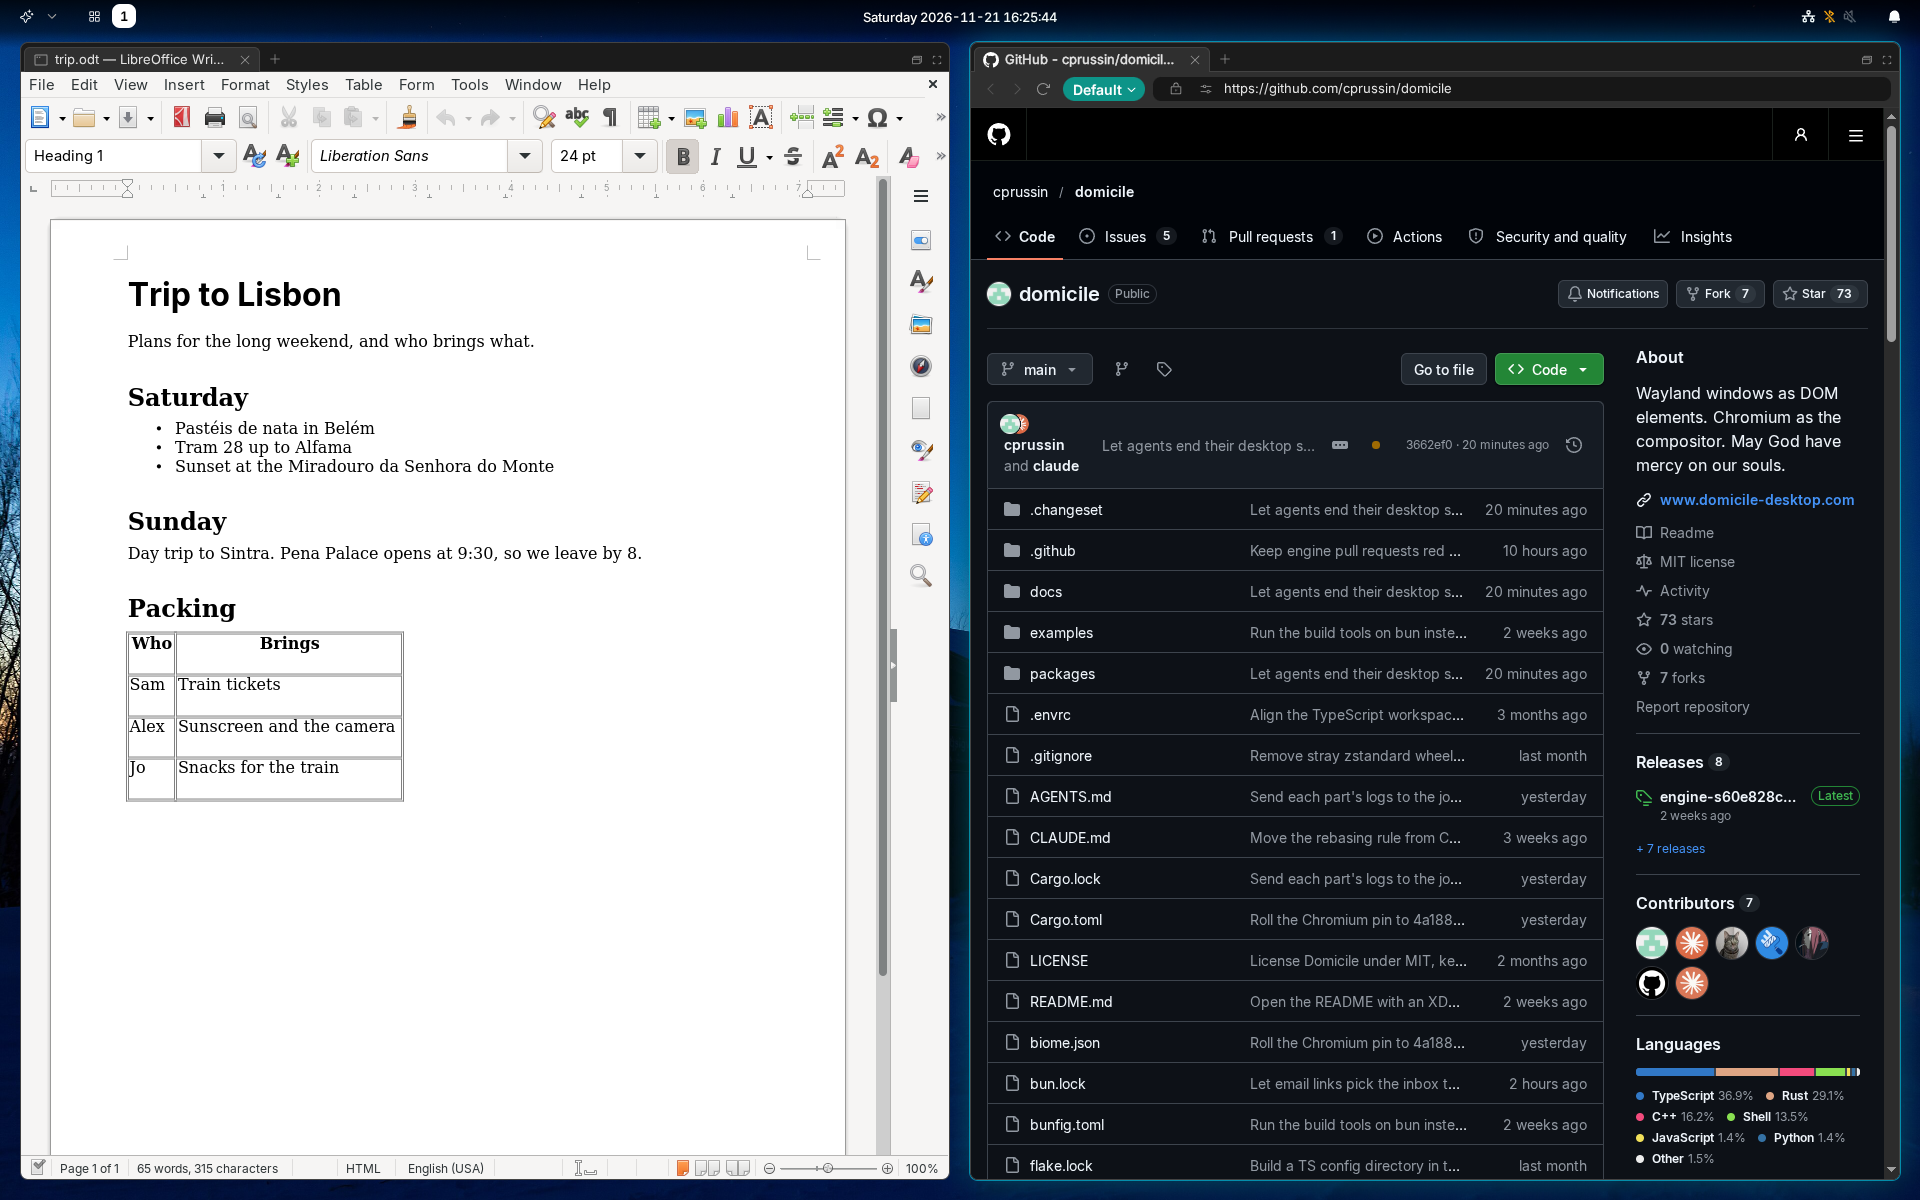 1
Saturday 2026-11-21 16:25:44
trip.odt — LibreOffice Wri...
File Edit View Insert Format Styles Table Form Tools Window Help
Heading 1
Liberation Sans
24 pt
1 2 3 4 5 6 7
Trip to Lisbon
Plans for the long weekend, and who brings what.
Saturday
• Pastéis de nata in Belém
• Tram 28 up to Alfama
• Sunset at the Miradouro da Senhora do Monte
Sunday
Day trip to Sintra. Pena Palace opens at 9:30, so we leave by 8.
Packing
Who Brings
Sam Train tickets
Alex Sunscreen and the camera
Jo Snacks for the train
Page 1 of 1 65 words, 315 characters HTML English (USA) 100%
GitHub - cprussin/domicil...
Default https://github.com/cprussin/domicile
cprussin / domicile
Code Issues 5 Pull requests 1 Actions Security and quality Insights
domicile Public Notifications Fork 7 Star 73
main Go to file Code
cprussin and claude Let agents end their desktop s... 3662ef0 · 20 minutes ago
.changeset Let agents end their desktop s... 20 minutes ago
.github Keep engine pull requests red ... 10 hours ago
docs Let agents end their desktop s... 20 minutes ago
examples Run the build tools on bun inste... 2 weeks ago
packages Let agents end their desktop s... 20 minutes ago
.envrc Align the TypeScript workspac... 3 months ago
.gitignore Remove stray zstandard wheel... last month
AGENTS.md Send each part's logs to the jo... yesterday
CLAUDE.md Move the rebasing rule from C... 3 weeks ago
Cargo.lock Send each part's logs to the jo... yesterday
Cargo.toml Roll the Chromium pin to 4a188... yesterday
LICENSE License Domicile under MIT, ke... 2 months ago
README.md Open the README with an XD... 2 weeks ago
biome.json Roll the Chromium pin to 4a188... yesterday
bun.lock Let email links pick the inbox t... 2 hours ago
bunfig.toml Run the build tools on bun inste... 2 weeks ago
flake.lock Build a TS config directory in t... last month
About
Wayland windows as DOM
elements. Chromium as the
compositor. May God have
mercy on our souls.
www.domicile-desktop.com
Readme
MIT license
Activity
73 stars
0 watching
7 forks
Report repository
Releases 8
engine-s60e828c... Latest
2 weeks ago
+ 7 releases
Contributors 7
Languages
TypeScript 36.9% Rust 29.1%
C++ 16.2% Shell 13.5%
JavaScript 1.4% Python 1.4%
Other 1.5%